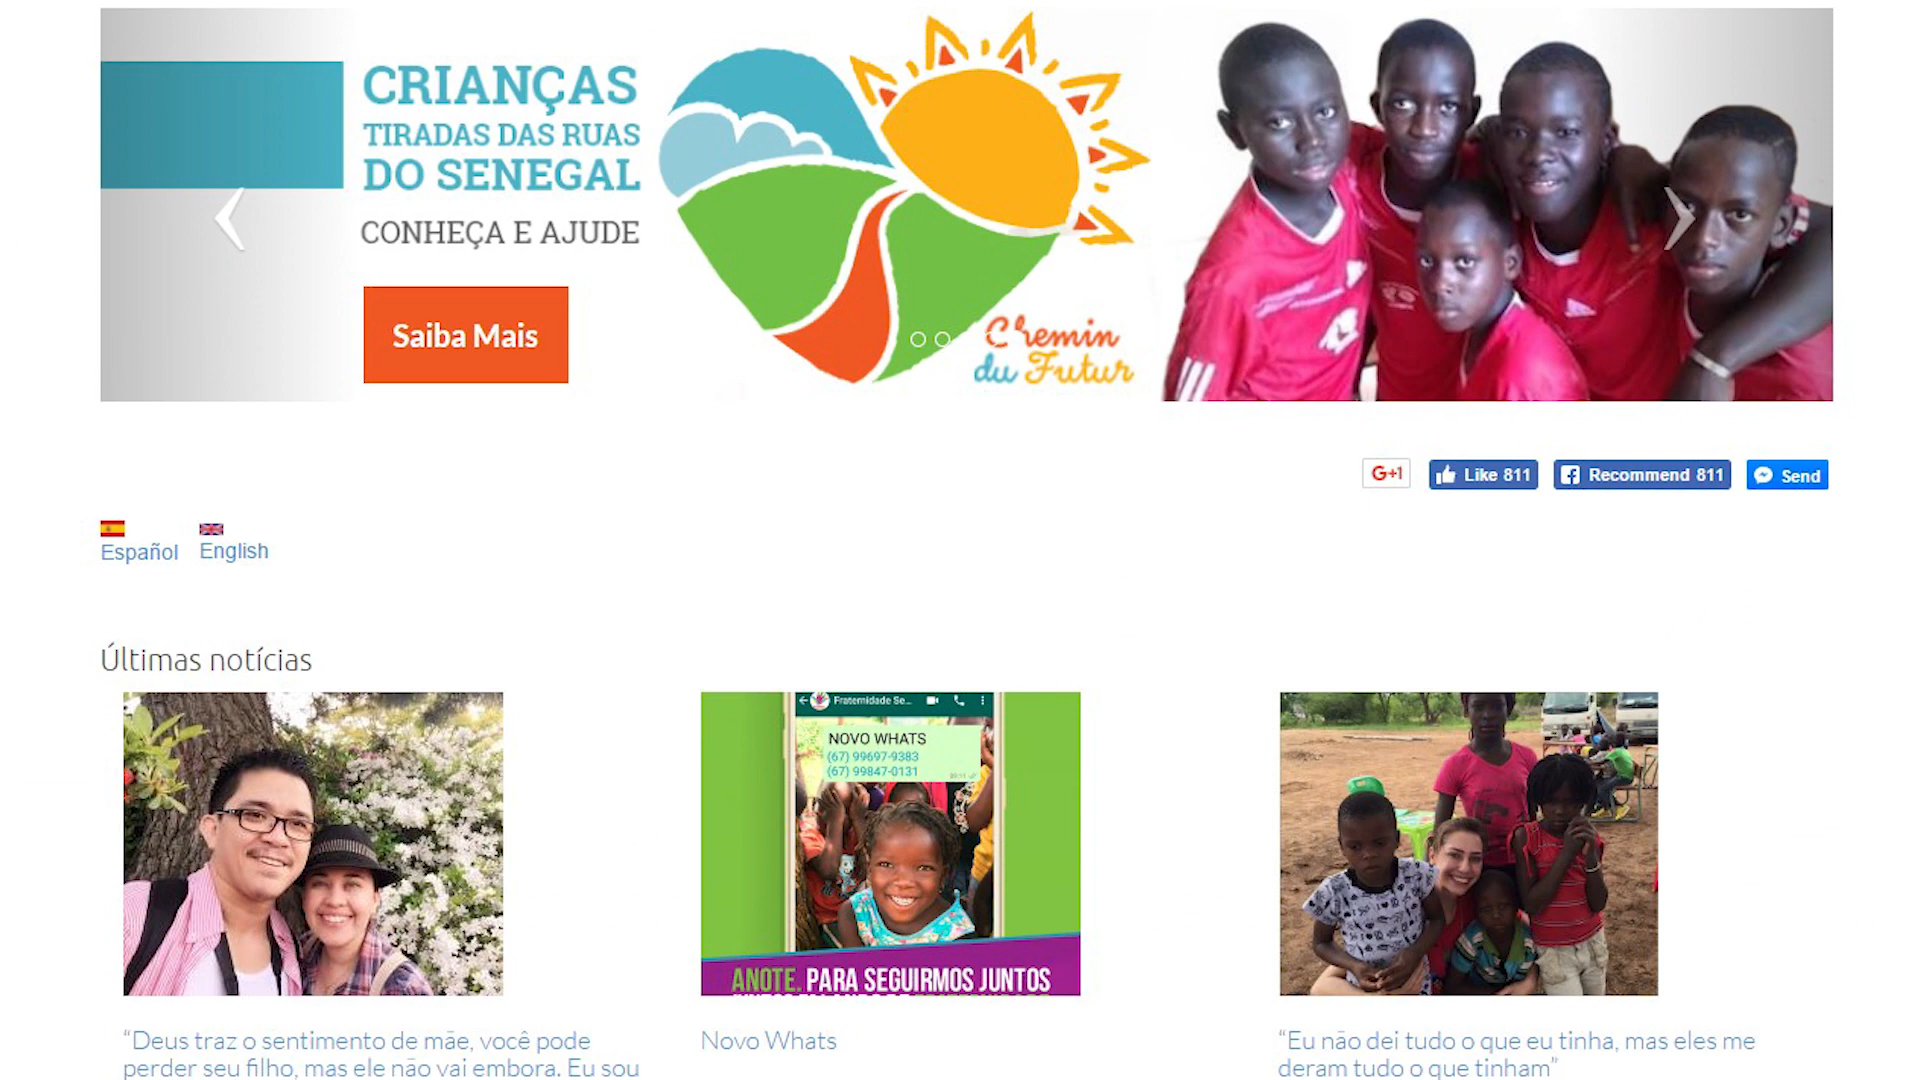 CRIANÇAS
TIRADAS DAS RUAS
DO SENEGAL
CONHEÇA E AJUDE
Saiba Mais
Chemin
du Futur
G+1
Like 811
Recommend 811
Send
Español
English
Últimas notícias
Fraternidade Se...
NOVO WHATS
(67) 99697-9383
(67) 99847-0131
ANOTE. PARA SEGUIRMOS JUNTOS
“Deus traz o sentimento de mãe, você pode
perder seu filho, mas ele não vai embora. Eu sou
Novo Whats
“Eu não dei tudo o que eu tinha, mas eles me
deram tudo o que tinham”